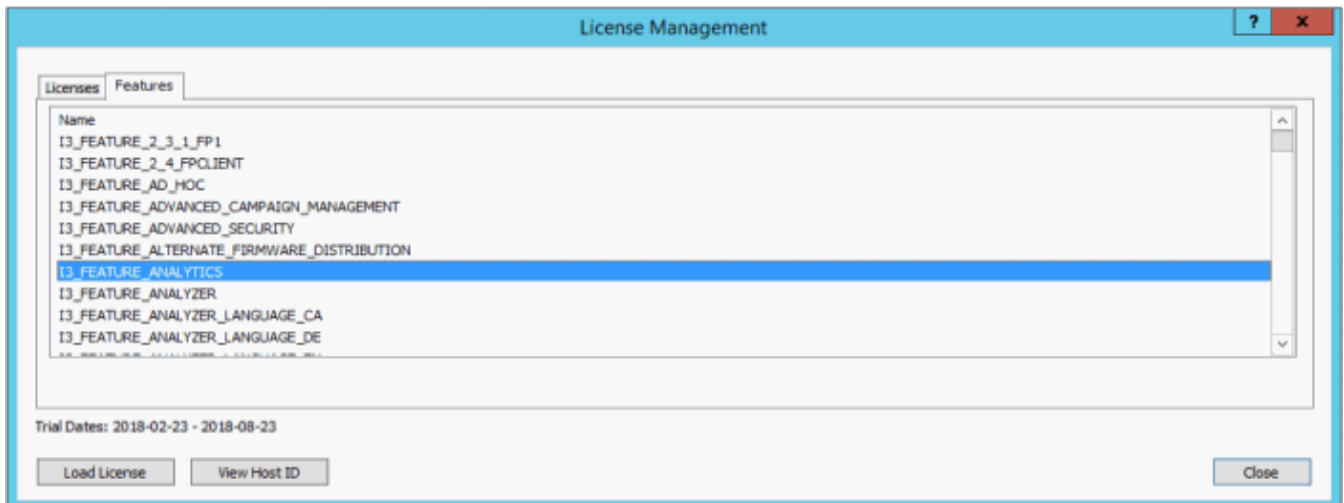 License Management
? x
Licenses Features
Name
I3_FEATURE_2_3_1_FP1
I3_FEATURE_2_4_FPCLIENT
I3_FEATURE_AD_HOC
I3_FEATURE_ADVANCED_CAMPAIGN_MANAGEMENT
I3_FEATURE_ADVANCED_SECURITY
I3_FEATURE_ALTERNATE_FIRMWARE_DISTRIBUTION
I3_FEATURE_ANALYTICS
I3_FEATURE_ANALYZER
I3_FEATURE_ANALYZER_LANGUAGE_CA
I3_FEATURE_ANALYZER_LANGUAGE_DE
Trial Dates: 2018-02-23 - 2018-08-23
Load License View Host ID Close